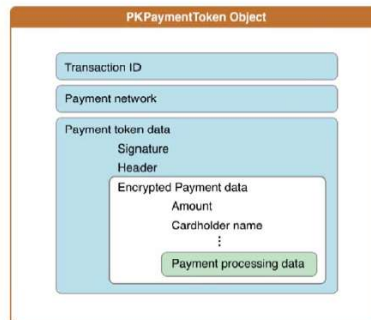 PKPaymentToken Object
Transaction ID
Payment network
Payment token data
Signature
Header
Encrypted Payment data
Amount
Cardholder name
⋮
Payment processing data